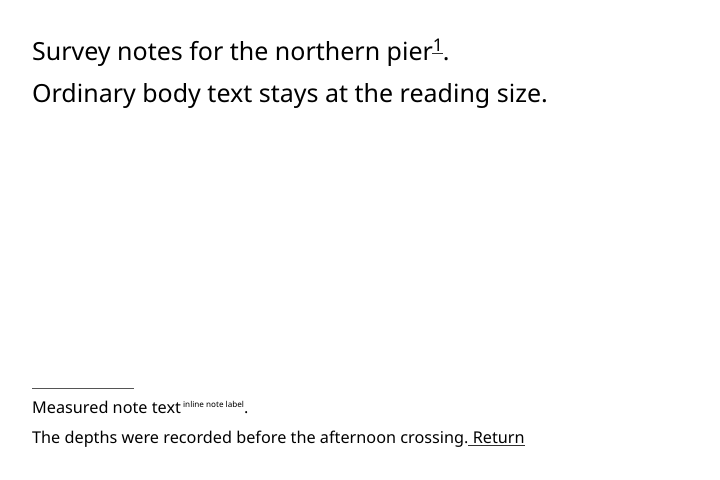 Survey notes for the northern pier1.
Ordinary body text stays at the reading size.
Measured note text inline note label.
The depths were recorded before the afternoon crossing. Return